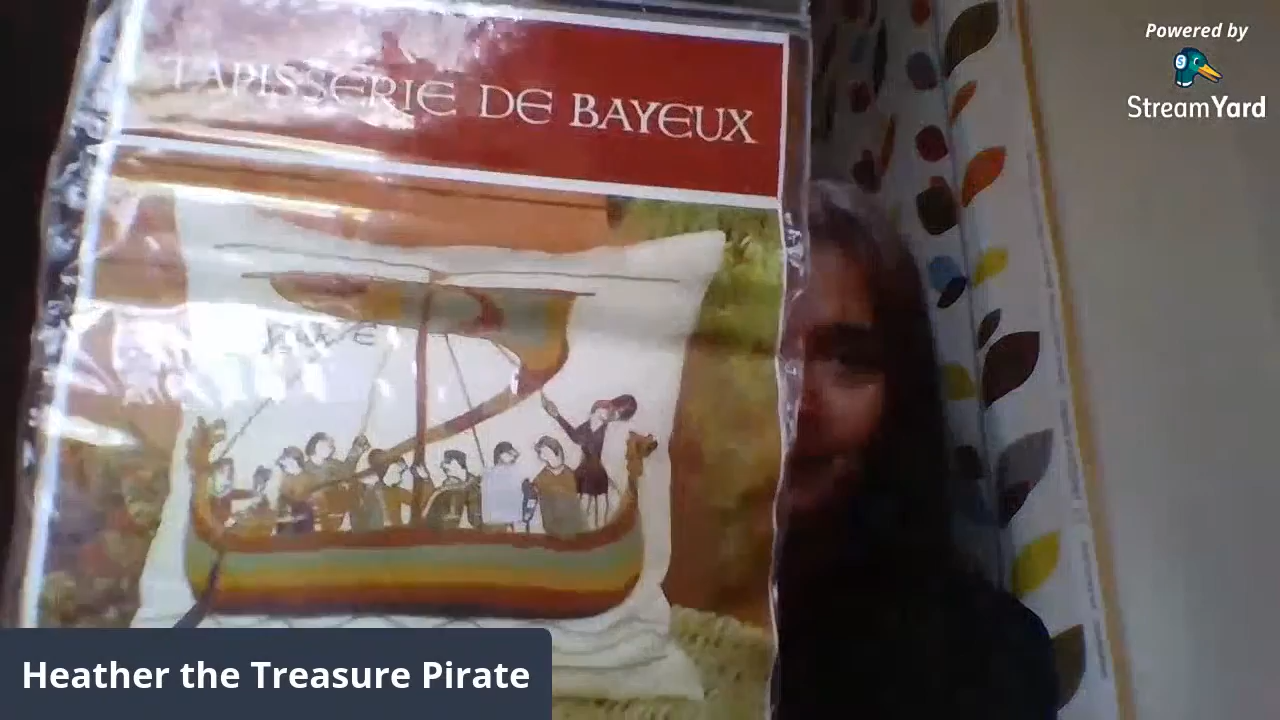 Powered by
StreamYard
TAPISSERIE DE BAYEUX
Heather the Treasure Pirate